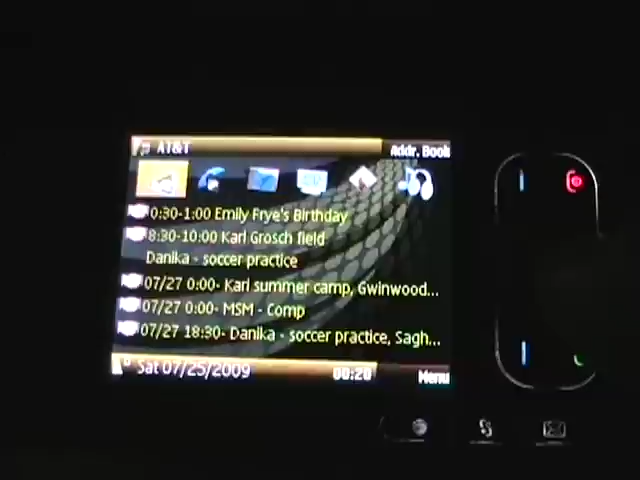 AT&T
Addr. Book
0:30-1:00 Emily Frye's Birthday
8:30-10:00 Karl Grosch field
Danika - soccer practice
07/27 0:00- Karl summer camp, Gwinwood...
07/27 0:00- MSM - Comp
07/27 18:30- Danika - soccer practice, Sagh...
Sat 07/25/2009
00:20
Menu